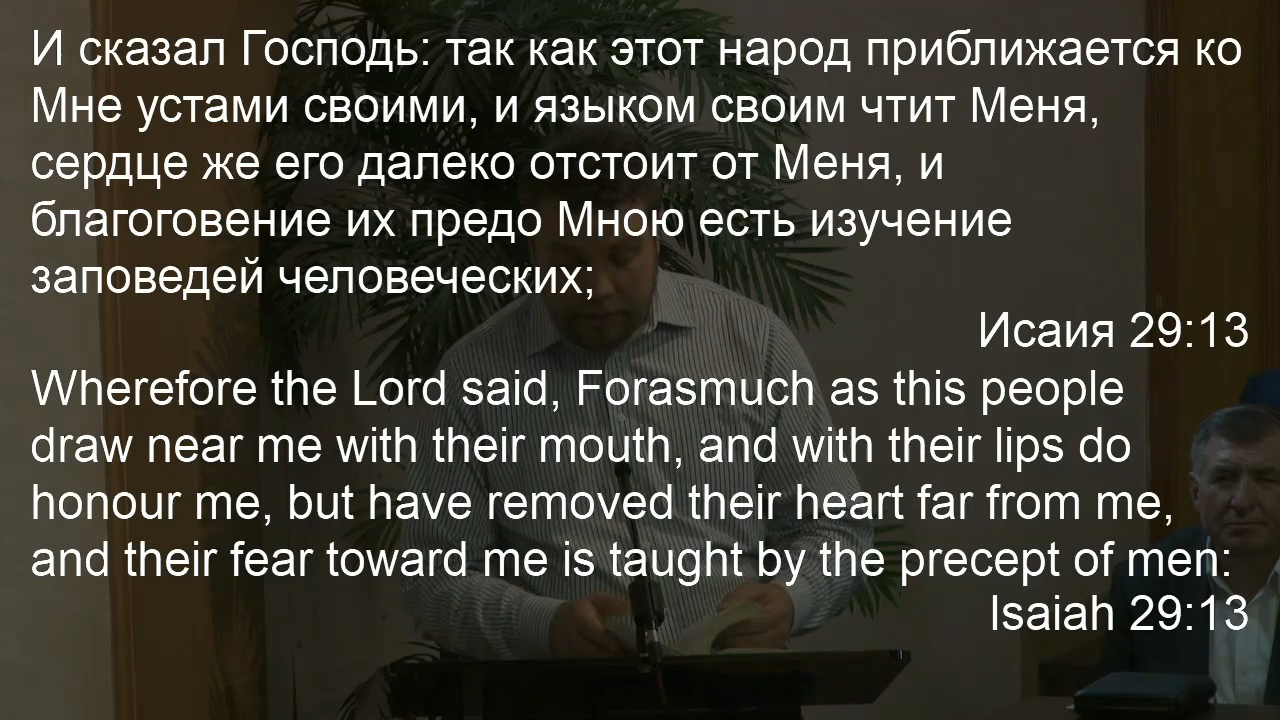 И сказал Господь: так как этот народ приближается ко
Мне устами своими, и языком своим чтит Меня,
сердце же его далеко отстоит от Меня, и
благоговение их предо Мною есть изучение
заповедей человеческих;
Исаия 29:13
Wherefore the Lord said, Forasmuch as this people
draw near me with their mouth, and with their lips do
honour me, but have removed their heart far from me,
and their fear toward me is taught by the precept of men:
Isaiah 29:13